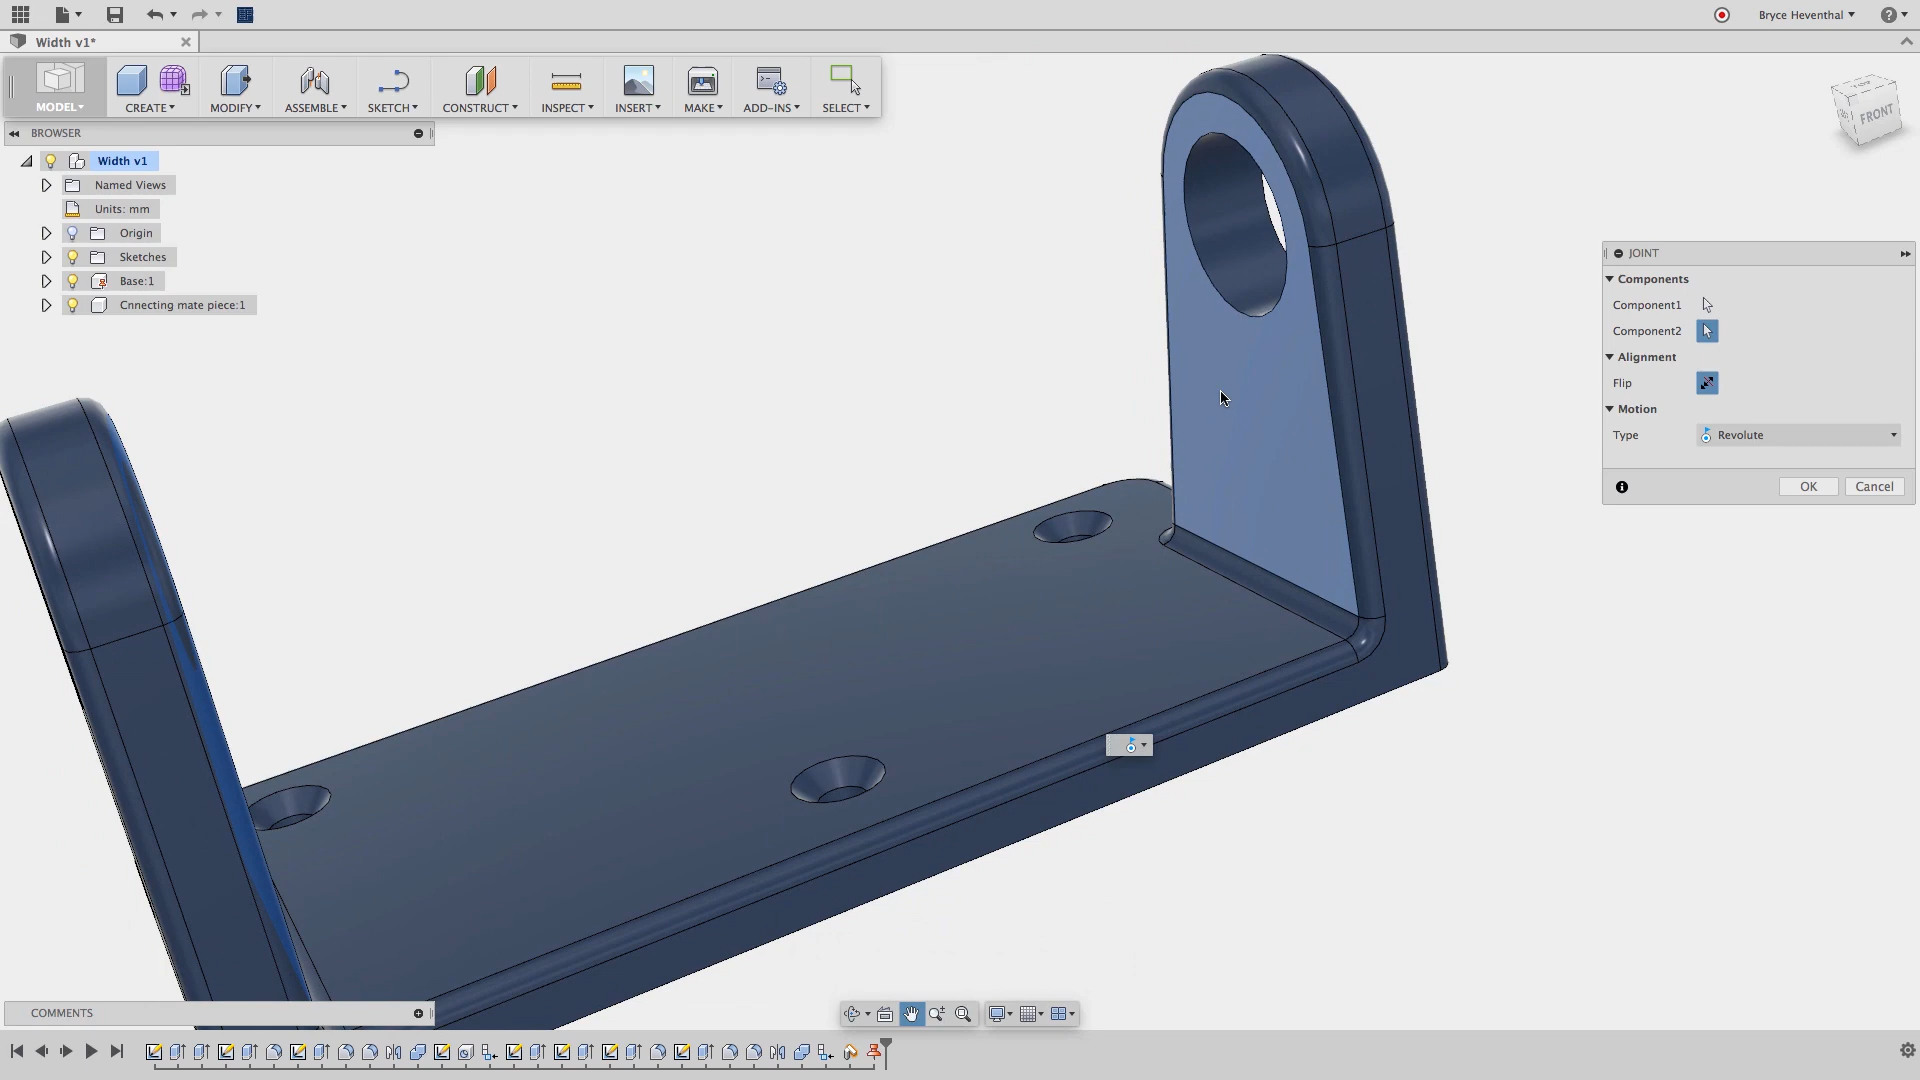 Bryce Heventhal
Width v1*
MODEL
CREATE
MODIFY
ASSEMBLE
SKETCH
CONSTRUCT
INSPECT
INSERT
MAKE
ADD-INS
SELECT
BROWSER
Width v1
Named Views
Units: mm
Origin
Sketches
Base:1
Cnnecting mate piece:1
TOP
FRONT
JOINT
Components
Component1
Component2
Alignment
Flip
Motion
Type Revolute
OK Cancel
COMMENTS